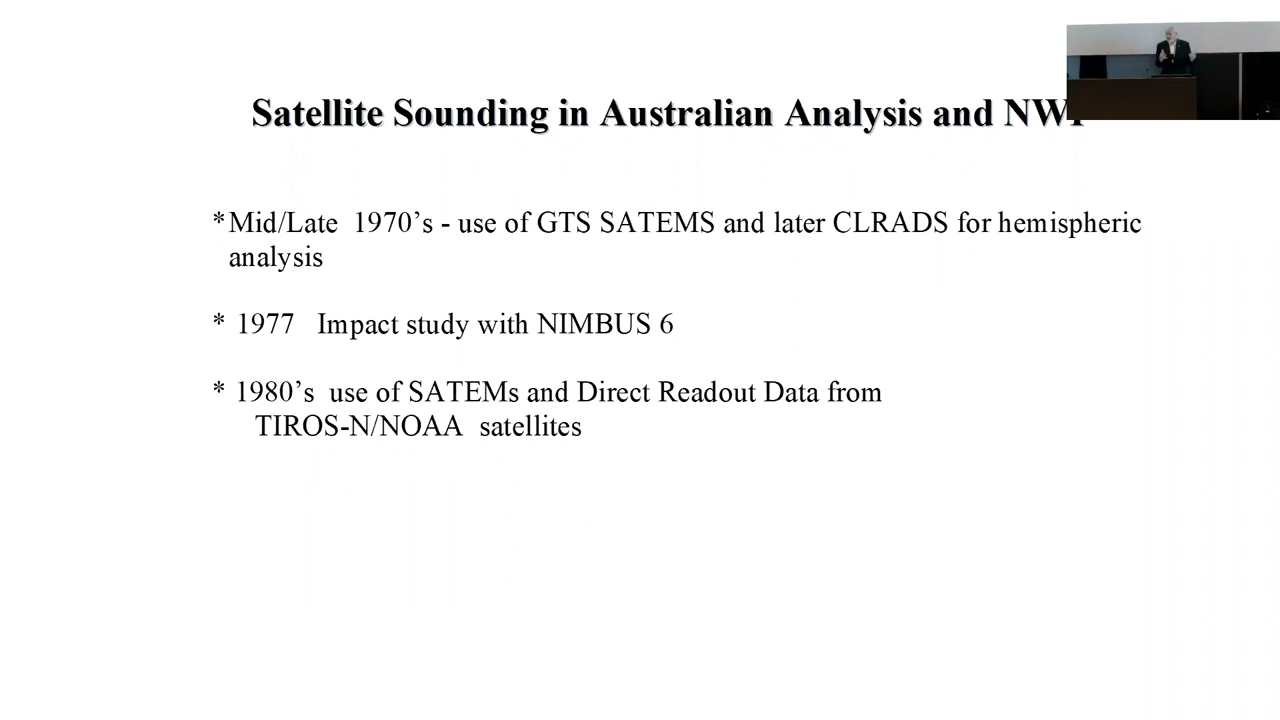 Satellite Sounding in Australian Analysis and
*Mid/Late 1970’s - use of GTS SATEMS and later CLRADS for hemispheric
analysis
* 1977 Impact study with NIMBUS 6
* 1980’s use of SATEMs and Direct Readout Data from
TIROS-N/NOAA satellites